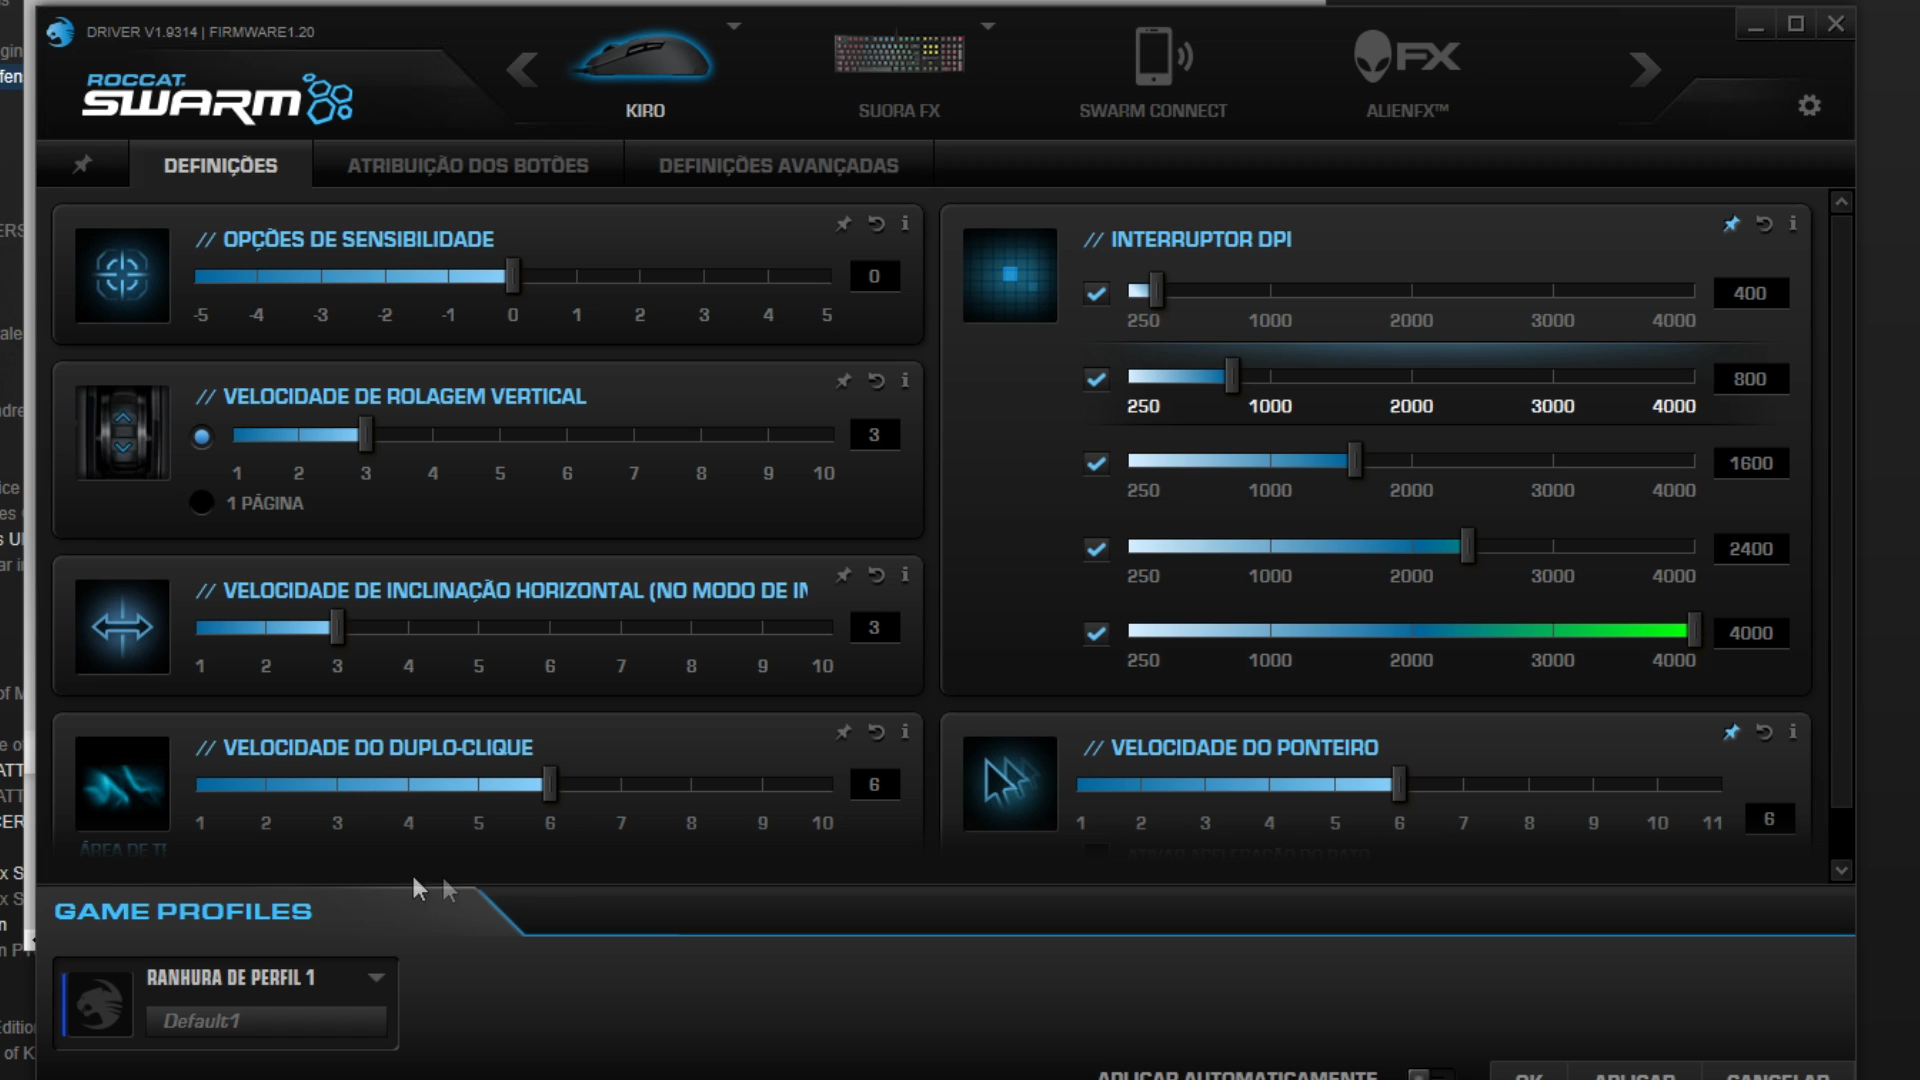 DRIVER V1.9314 | FIRMWARE1.20
ROCCAT
SWARM
KIRO
SUORA FX
SWARM CONNECT
FX
ALIENFX™
DEFINIÇÕES
ATRIBUIÇÃO DOS BOTÕES
DEFINIÇÕES AVANÇADAS
// OPÇÕES DE SENSIBILIDADE
0
-5 -4 -3 -2 -1 0 1 2 3 4 5
// VELOCIDADE DE ROLAGEM VERTICAL
3
1 2 3 4 5 6 7 8 9 10
1 PÁGINA
// VELOCIDADE DE INCLINAÇÃO HORIZONTAL (NO MODO DE IN
3
1 2 3 4 5 6 7 8 9 10
// VELOCIDADE DO DUPLO-CLIQUE
6
1 2 3 4 5 6 7 8 9 10
ÁREA DE TE
// INTERRUPTOR DPI
400
250 1000 2000 3000 4000
800
250 1000 2000 3000 4000
1600
250 1000 2000 3000 4000
2400
250 1000 2000 3000 4000
4000
250 1000 2000 3000 4000
// VELOCIDADE DO PONTEIRO
1 2 3 4 5 6 7 8 9 10 11
6
GAME PROFILES
RANHURA DE PERFIL 1
Default1
APLICAR AUTOMATICAMENTE
OK
APLICAR
CANCELAR